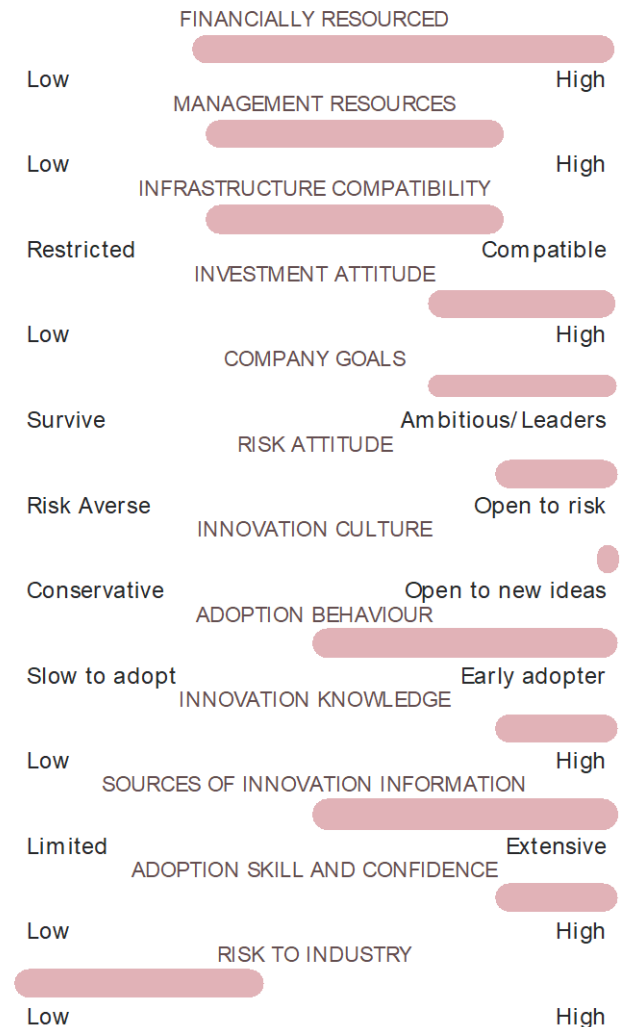 FINANCIALLY RESOURCED
Low High
MANAGEMENT RESOURCES
Low High
INFRASTRUCTURE COMPATIBILITY
Restricted Compatible
INVESTMENT ATTITUDE
Low High
COMPANY GOALS
Survive Ambitious/Leaders
RISK ATTITUDE
Risk Averse Open to risk
INNOVATION CULTURE
Conservative Open to new ideas
ADOPTION BEHAVIOUR
Slow to adopt Early adopter
INNOVATION KNOWLEDGE
Low High
SOURCES OF INNOVATION INFORMATION
Limited Extensive
ADOPTION SKILL AND CONFIDENCE
Low High
RISK TO INDUSTRY
Low High